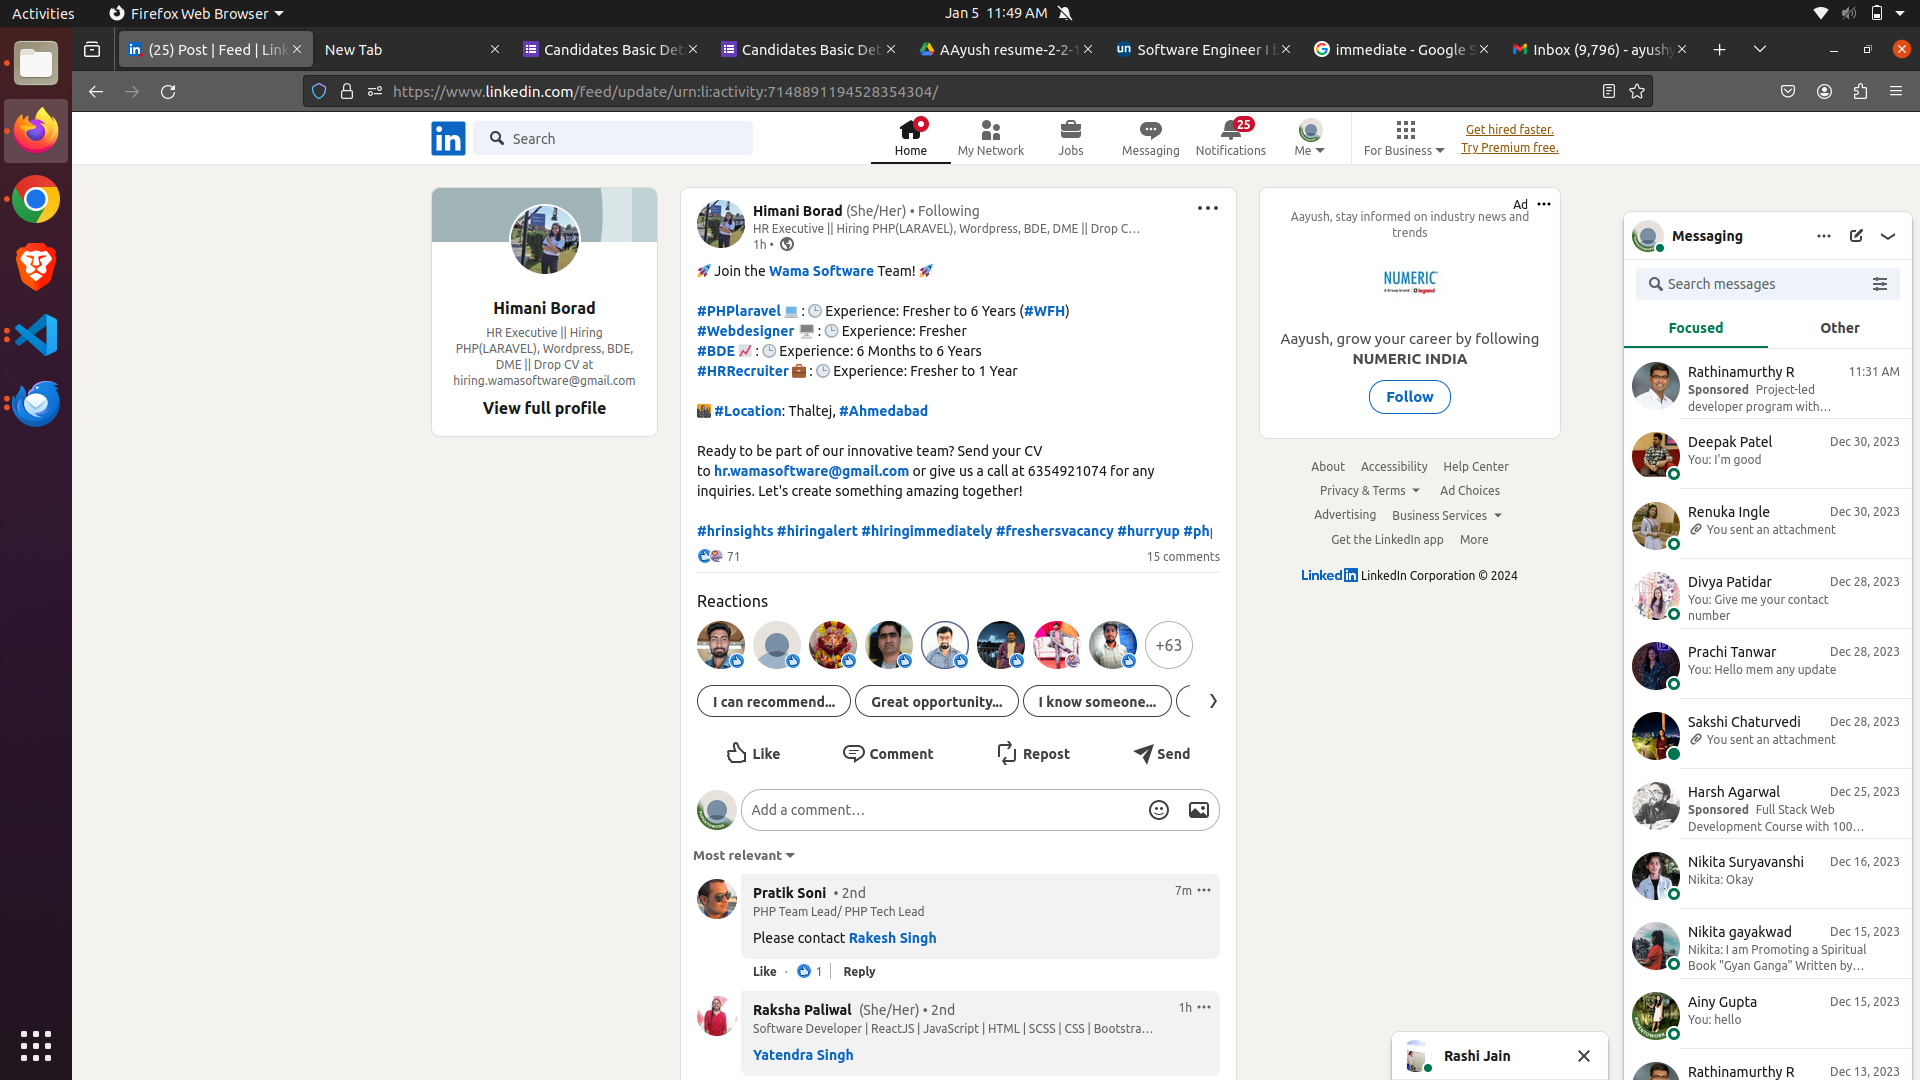 Activities
Firefox Web Browser
Jan 5 11:49 AM
(25) Post | Feed | Link
New Tab
Candidates Basic Det
Candidates Basic Det
AAyush resume-2-2-1
Software Engineer I b
immediate - Google S
Inbox (9,796) - ayushy
https://www.linkedin.com/feed/update/urn:li:activity:7148891194528354304/
in
Search
Home
My Network
Jobs
Messaging
25
Notifications
Me
For Business
Get hired faster.
Try Premium free.
Himani Borad
HR Executive || Hiring
PHP(LARAVEL), Wordpress, BDE,
DME || Drop CV at
hiring.wamasoftware@gmail.com
View full profile
Himani Borad (She/Her) • Following
HR Executive || Hiring PHP(LARAVEL), Wordpress, BDE, DME || Drop C…
1h •
🚀 Join the Wama Software Team! 🚀
#PHPlaravel 💻 : 🕒 Experience: Fresher to 6 Years (#WFH)
#Webdesigner 🖥️ : 🕒 Experience: Fresher
#BDE 📈 : 🕒 Experience: 6 Months to 6 Years
#HRRecruiter 💼 : 🕒 Experience: Fresher to 1 Year
🌆 #Location: Thaltej, #Ahmedabad
Ready to be part of our innovative team? Send your CV
to hr.wamasoftware@gmail.com or give us a call at 6354921074 for any
inquiries. Let's create something amazing together!
#hrinsights #hiringalert #hiringimmediately #freshersvacancy #hurryup #php
71
15 comments
Reactions
+63
I can recommend...
Great opportunity...
I know someone...
Like
Comment
Repost
Send
Add a comment…
Most relevant
Pratik Soni • 2nd
7m
PHP Team Lead/ PHP Tech Lead
Please contact Rakesh Singh
Like · 1 | Reply
Raksha Paliwal (She/Her) • 2nd
1h
Software Developer | ReactJS | JavaScript | HTML | SCSS | CSS | Bootstra…
Yatendra Singh
Ad
Aayush, stay informed on industry news and
trends
NUMERIC
Aayush, grow your career by following
NUMERIC INDIA
Follow
About
Accessibility
Help Center
Privacy & Terms
Ad Choices
Advertising
Business Services
Get the LinkedIn app
More
LinkedIn LinkedIn Corporation © 2024
Messaging
Search messages
Focused
Other
Rathinamurthy R
11:31 AM
Sponsored Project-led
developer program with…
Deepak Patel
Dec 30, 2023
You: I'm good
Renuka Ingle
Dec 30, 2023
You sent an attachment
Divya Patidar
Dec 28, 2023
You: Give me your contact
number
Prachi Tanwar
Dec 28, 2023
You: Hello mem any update
Sakshi Chaturvedi
Dec 28, 2023
You sent an attachment
Harsh Agarwal
Dec 25, 2023
Sponsored Full Stack Web
Development Course with 100…
Nikita Suryavanshi
Dec 16, 2023
Nikita: Okay
Nikita gayakwad
Dec 15, 2023
Nikita: I am Promoting a Spiritual
Book "Gyan Ganga" Written by…
Ainy Gupta
Dec 15, 2023
You: hello
Rathinamurthy R
Dec 13, 2023
Rashi Jain